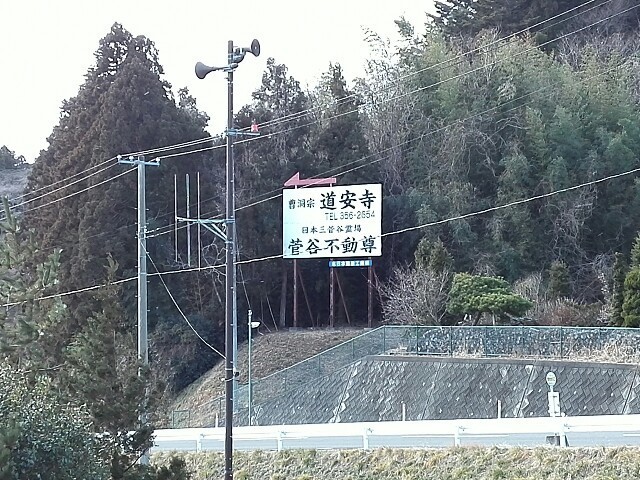 曹洞宗 道安寺
TEL 356-2654
日本三菅谷霊場
菅谷不動尊